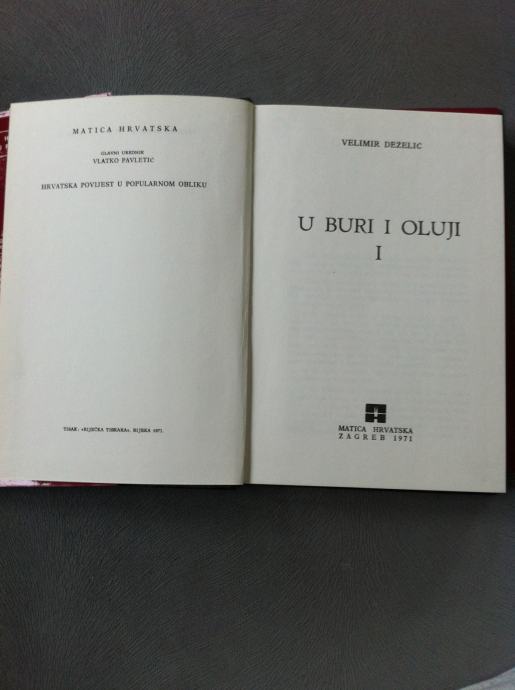 MATICA HRVATSKA
GLAVNI UREDNIK
VLATKO PAVLETIĆ
HRVATSKA POVIJEST U POPULARNOM OBLIKU
TISAK: «RIJEČKA TISKARA», RIJEKA 1971.
VELIMIR DEŽELIĆ
U BURI I OLUJI
I
MATICA HRVATSKA
ZAGREB 1971